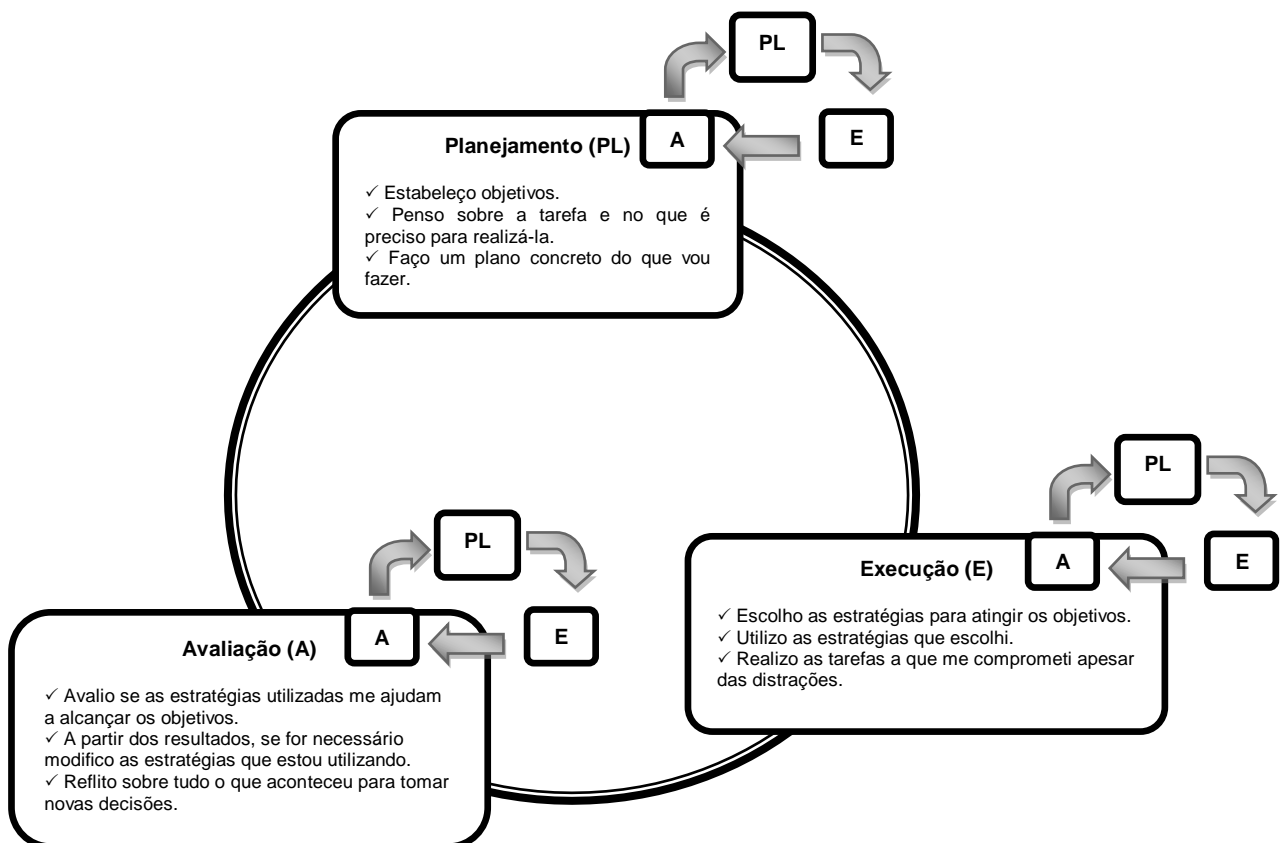 PL
E
A
Planejamento (PL)
✓ Estabeleço objetivos.
✓ Penso sobre a tarefa e no que é
preciso para realizá-la.
✓ Faço um plano concreto do que vou
fazer.
PL
E
A
Execução (E)
✓ Escolho as estratégias para atingir os objetivos.
✓ Utilizo as estratégias que escolhi.
✓ Realizo as tarefas a que me comprometi apesar
das distrações.
PL
E
A
Avaliação (A)
✓ Avalio se as estratégias utilizadas me ajudam
a alcançar os objetivos.
✓ A partir dos resultados, se for necessário
modifico as estratégias que estou utilizando.
✓ Reflito sobre tudo o que aconteceu para tomar
novas decisões.